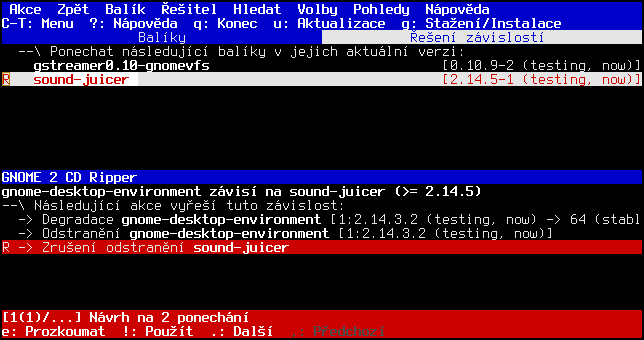 Akce Zpět Balík Řešitel Hledat Volby Pohledy Nápověda
C-T: Menu ?: Nápověda q: Konec u: Aktualizace g: Stažení/Instalace
Balíky Řešení závislostí
--\ Ponechat následující balíky v jejich aktuální verzi:
gstreamer0.10-gnomevfs [0.10.9-2 (testing, now)]
R sound-juicer [2.14.5-1 (testing, now)]
GNOME 2 CD Ripper
gnome-desktop-environment závisí na sound-juicer (>= 2.14.5)
--\ Následující akce vyřeší tuto závislost:
-> Degradace gnome-desktop-environment [1:2.14.3.2 (testing, now) -> 64 (stabl
-> Odstranění gnome-desktop-environment [1:2.14.3.2 (testing, now)]
R -> Zrušení odstranění sound-juicer
[1(1)/...] Návrh na 2 ponechání
e: Prozkoumat !: Použít .: Další ,: Předchozí